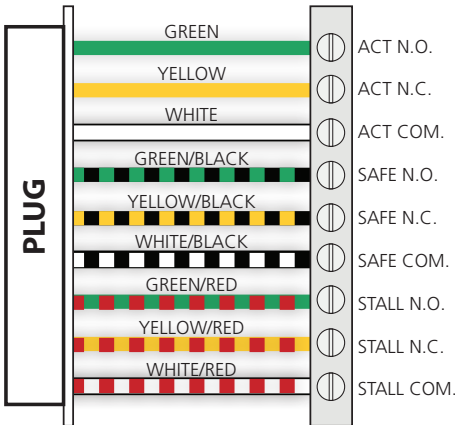 PLUG
GREEN
ACT N.O.
YELLOW
ACT N.C.
WHITE
ACT COM.
GREEN/BLACK
SAFE N.O.
YELLOW/BLACK
SAFE N.C.
WHITE/BLACK
SAFE COM.
GREEN/RED
STALL N.O.
YELLOW/RED
STALL N.C.
WHITE/RED
STALL COM.